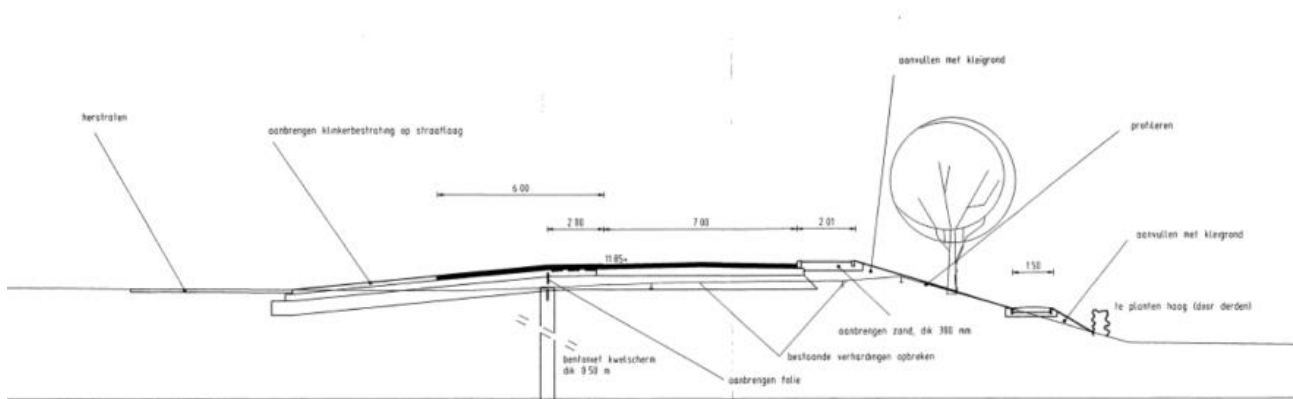 aanvullen met kleigrond
herstraten
aanbrengen klinkerbestrating op straatlaag
profileren
6.00
2.80
7.00
2.01
aanvullen met kleigrond
11.85+
1.50
te planten haag (door derden)
aanbrengen zand, dik 300 mm
bentoniet kwelscherm
dik 0.50 m
bestaande verhardingen opbreken
aanbrengen folie